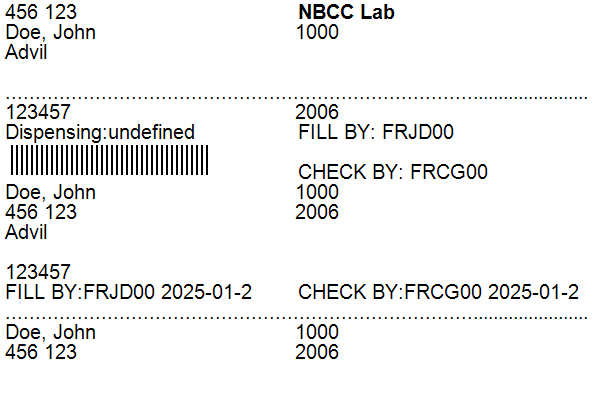 456 123 NBCC Lab
Doe, John 1000
Advil
123457 2006
Dispensing:undefined FILL BY: FRJD00
CHECK BY: FRCG00
Doe, John 1000
456 123 2006
Advil
123457
FILL BY:FRJD00 2025-01-2 CHECK BY:FRCG00 2025-01-2
Doe, John 1000
456 123 2006